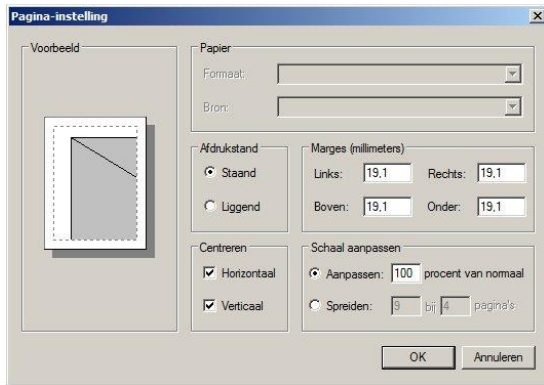 Pagina-instelling
Voorbeeld
Papier
Formaat:
Bron:
Afdrukstand
Staand
Liggend
Marges (millimeters)
Links: 19,1 Rechts: 19,1
Boven: 19,1 Onder: 19,1
Centreren
Horizontaal
Verticaal
Schaal aanpassen
Aanpassen: 100 procent van normaal
Spreiden: 9 bij 4 pagina's
OK Annuleren